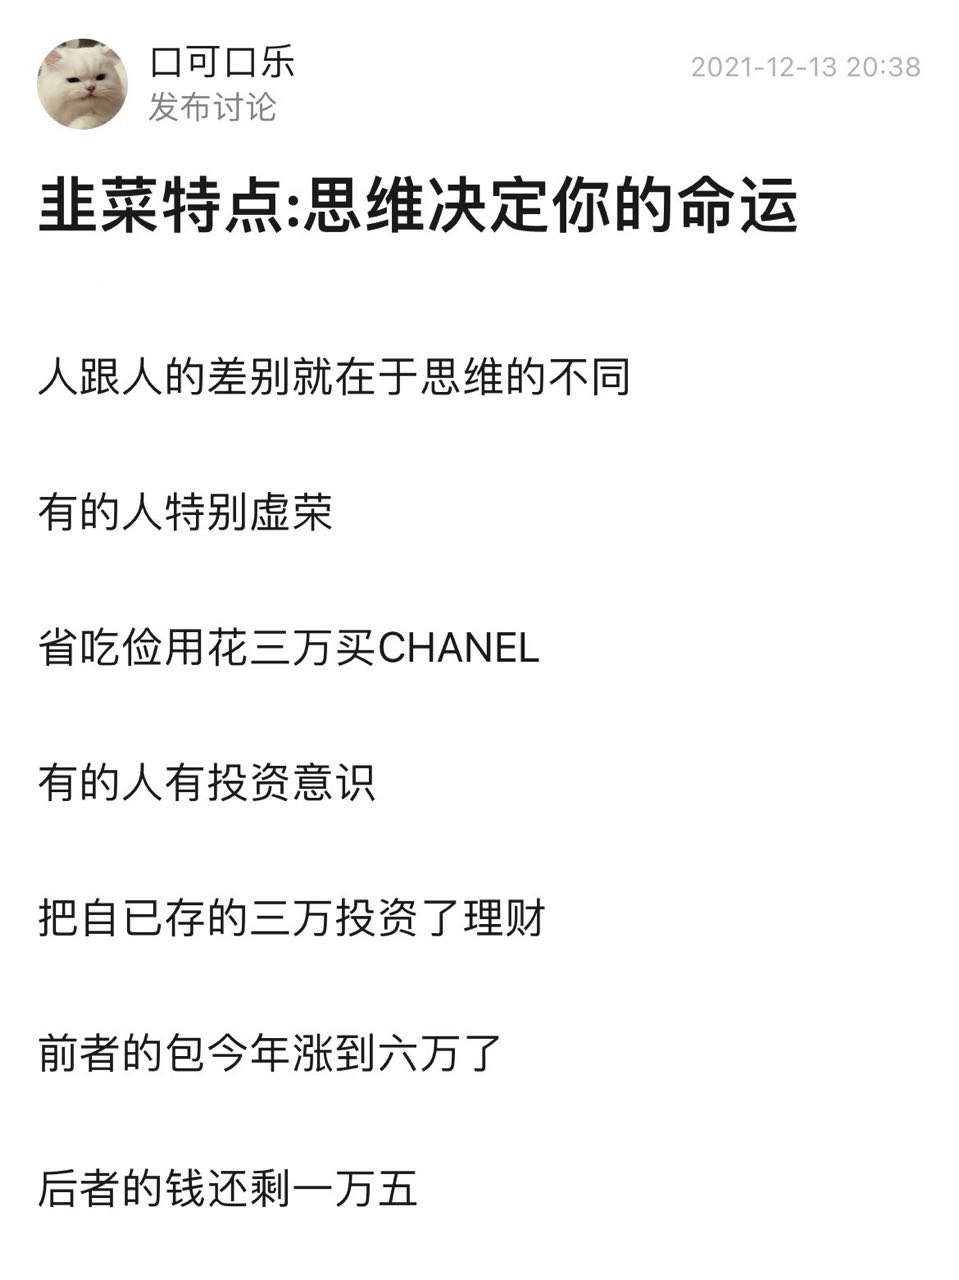 口可口乐
2021-12-13 20:38
发布讨论
韭菜特点:思维决定你的命运
人跟人的差别就在于思维的不同
有的人特别虚荣
省吃俭用花三万买CHANEL
有的人有投资意识
把自已存的三万投资了理财
前者的包今年涨到六万了
后者的钱还剩一万五